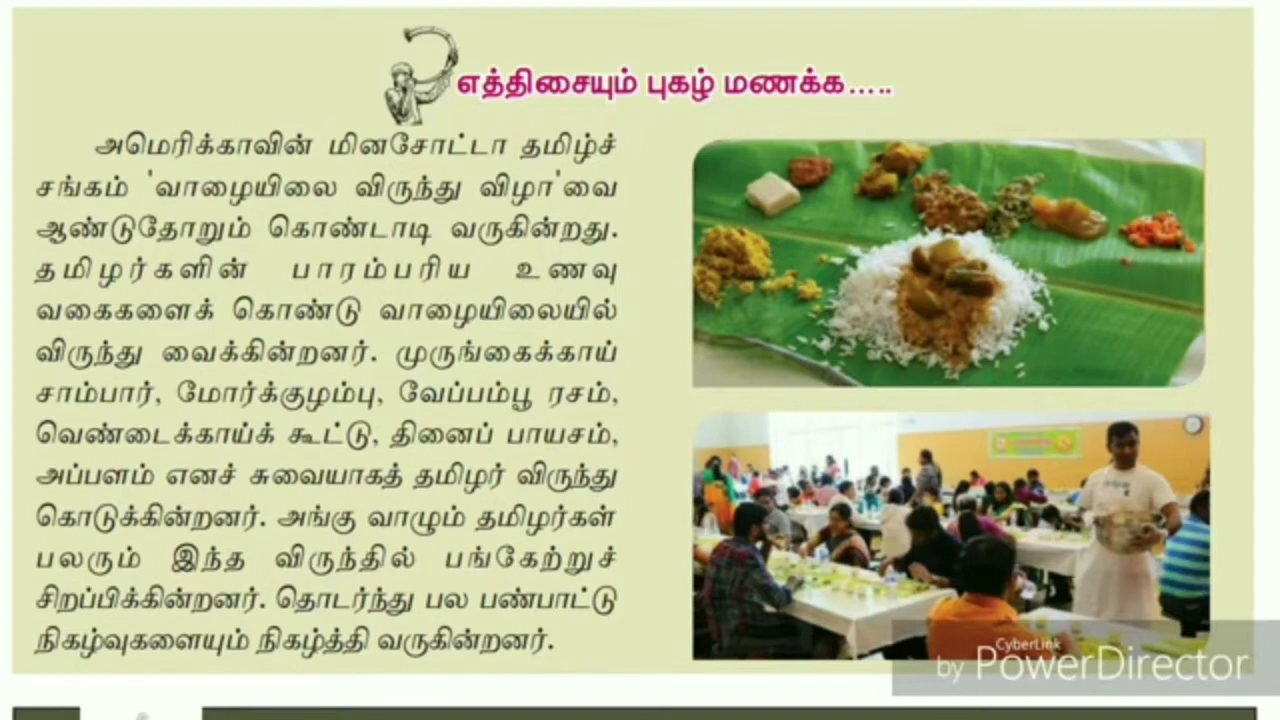 எத்திசையும் புகழ் மணக்க.....
அமெரிக்காவின் மினசோட்டா தமிழ்ச்
சங்கம் 'வாழையிலை விருந்து விழா'வை
ஆண்டுதோறும் கொண்டாடி வருகின்றது.
தமிழர்களின் பாரம்பரிய உணவு
வகைகளைக் கொண்டு வாழையிலையில்
விருந்து வைக்கின்றனர். முருங்கைக்காய்
சாம்பார், மோர்க்குழம்பு, வேப்பம்பூ ரசம்,
வெண்டைக்காய்க் கூட்டு, தினைப் பாயசம்,
அப்பளம் எனச் சுவையாகத் தமிழர் விருந்து
கொடுக்கின்றனர். அங்கு வாழும் தமிழர்கள்
பலரும் இந்த விருந்தில் பங்கேற்றுச்
சிறப்பிக்கின்றனர். தொடர்ந்து பல பண்பாட்டு
நிகழ்வுகளையும் நிகழ்த்தி வருகின்றனர்.
CyberLink
by PowerDirector